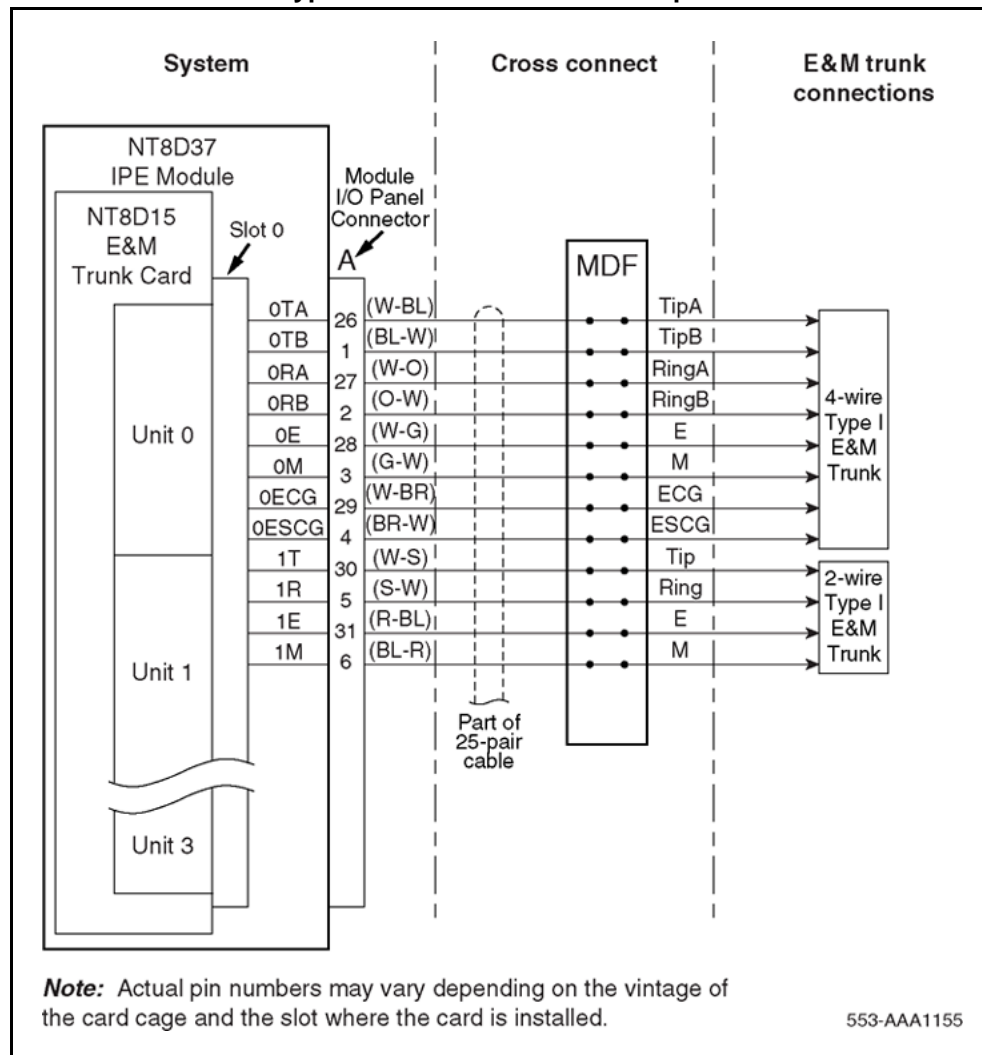 System
Cross connect
E&M trunk
connections
NT8D37
IPE Module
Module
I/O Panel
Connector
NT8D15
E&M
Trunk Card
Slot 0
A
MDF
0TA 26 (W-BL) TipA
0TB 1 (BL-W) TipB
0RA 27 (W-O) RingA
0RB 2 (O-W) RingB
0E 28 (W-G) E
0M 3 (G-W) M
0ECG 29 (W-BR) ECG
0ESCG 4 (BR-W) ESCG
1T 30 (W-S) Tip
1R 5 (S-W) Ring
1E 31 (R-BL) E
1M 6 (BL-R) M
Unit 0
4-wire
Type I
E&M
Trunk
2-wire
Type I
E&M
Trunk
Unit 1
Part of
25-pair
cable
Unit 3
Note: Actual pin numbers may vary depending on the vintage of
the card cage and the slot where the card is installed.
553-AAA1155